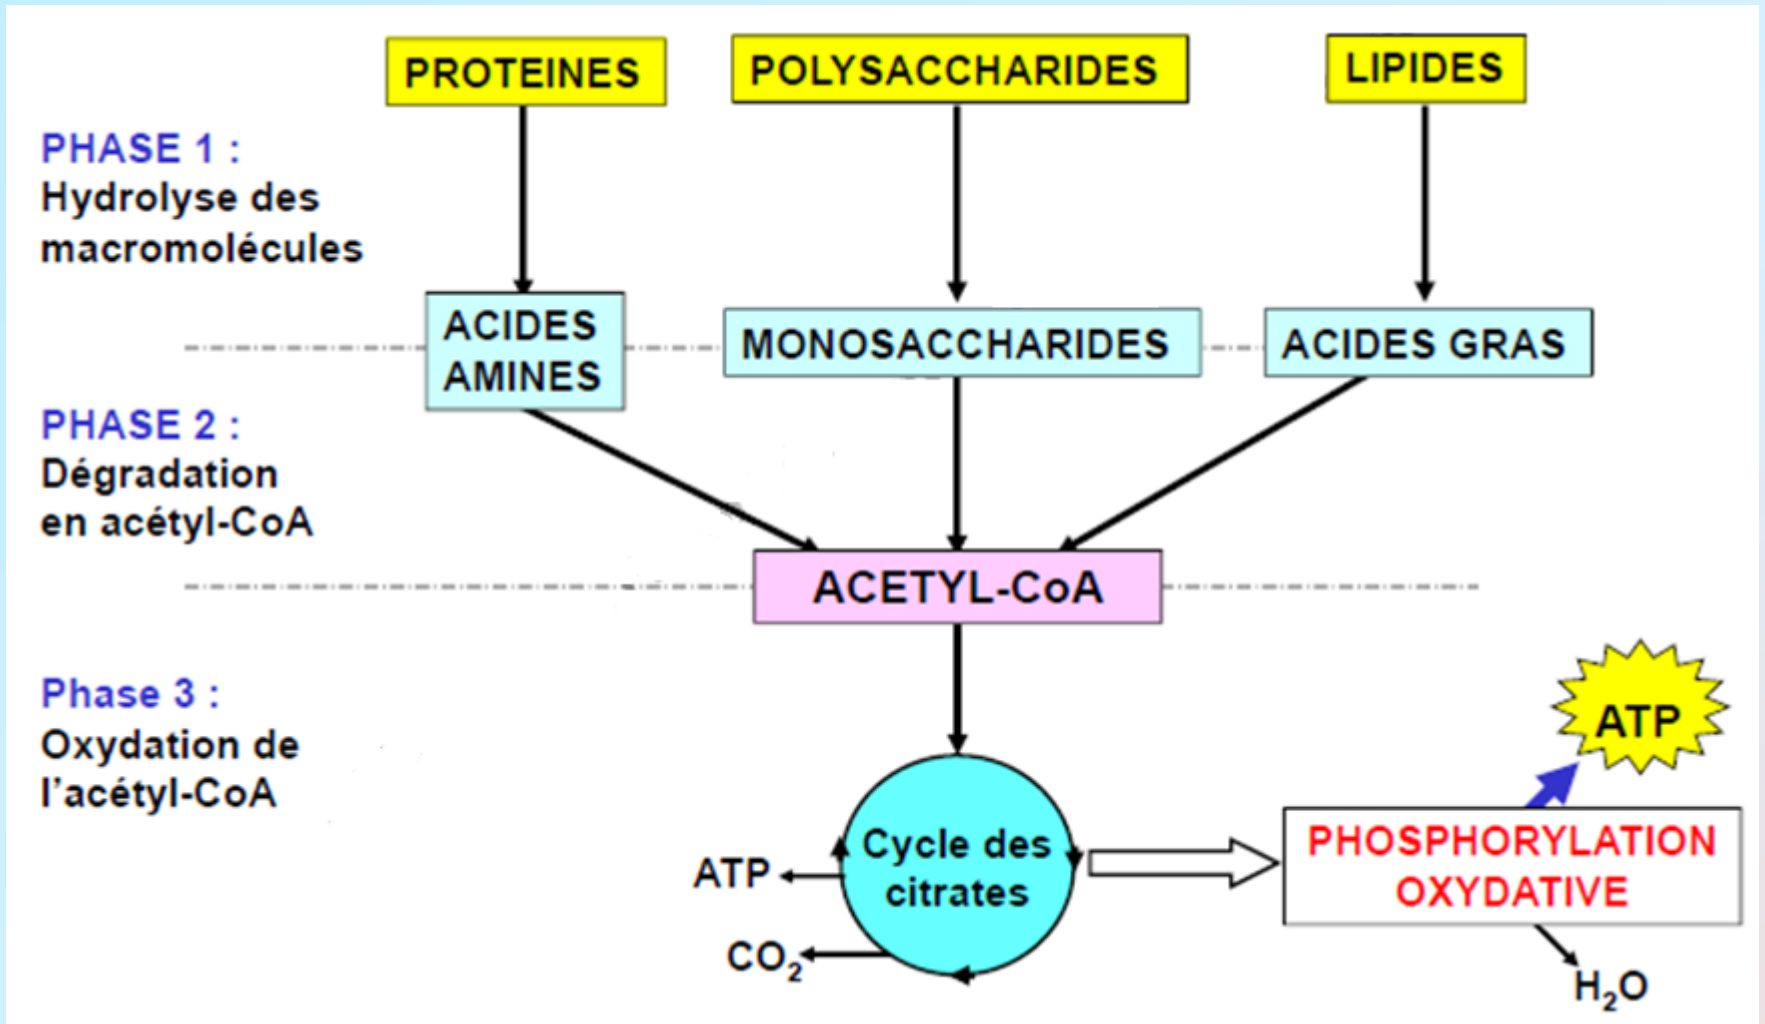 PROTEINES
POLYSACCHARIDES
LIPIDES
PHASE 1 :
Hydrolyse des
macromolécules
ACIDES
AMINES
MONOSACCHARIDES
ACIDES GRAS
PHASE 2 :
Dégradation
en acétyl-CoA
ACETYL-CoA
Phase 3 :
Oxydation de
l'acétyl-CoA
ATP
Cycle des
citrates
PHOSPHORYLATION
OXYDATIVE
ATP
CO₂
H₂O